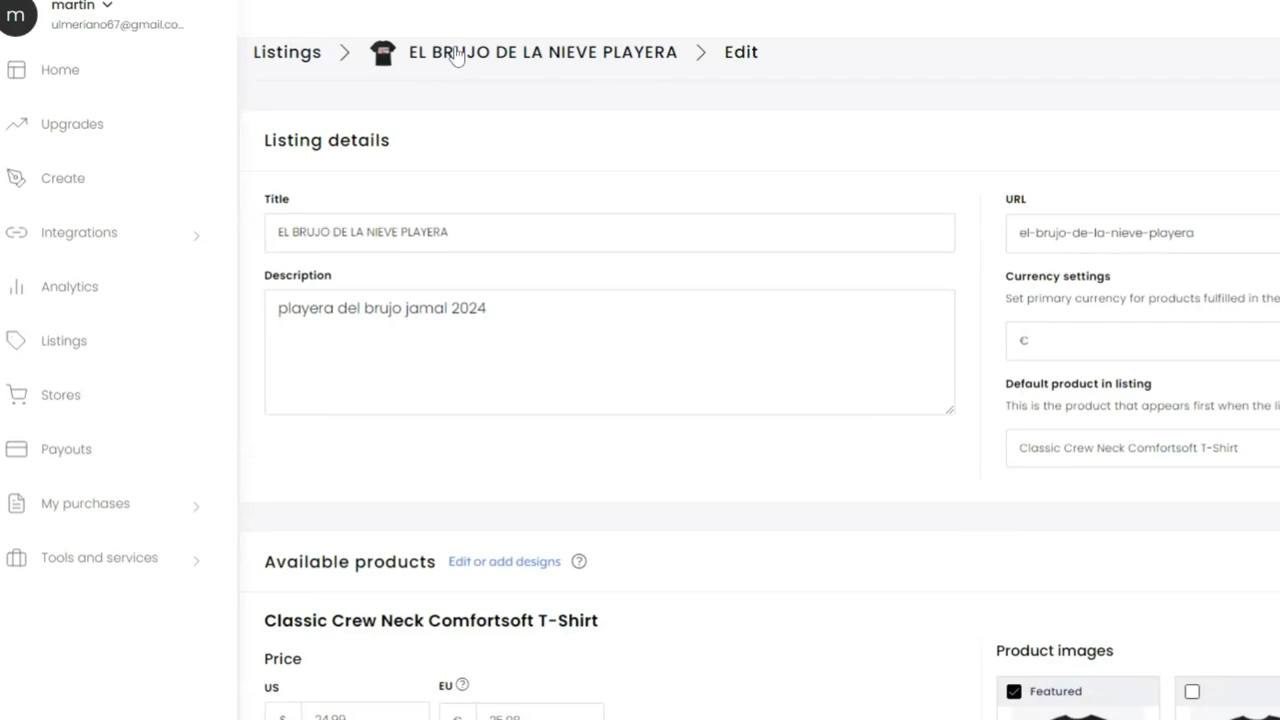 m
martin
ulmeriano67@gmail.co...
Home
Upgrades
Create
Integrations
Analytics
Listings
Stores
Payouts
My purchases
Tools and services
Listings > EL BRUJO DE LA NIEVE PLAYERA > Edit
Listing details
Title
EL BRUJO DE LA NIEVE PLAYERA
Description
playera del brujo jamal 2024
URL
el-brujo-de-la-nieve-playera
Currency settings
Set primary currency for products fulfilled in the
€
Default product in listing
This is the product that appears first when the li
Classic Crew Neck Comfortsoft T-Shirt
Available products Edit or add designs ?
Classic Crew Neck Comfortsoft T-Shirt
Price
US
$ 24.99
EU ?
€ 25.08
Product images
Featured